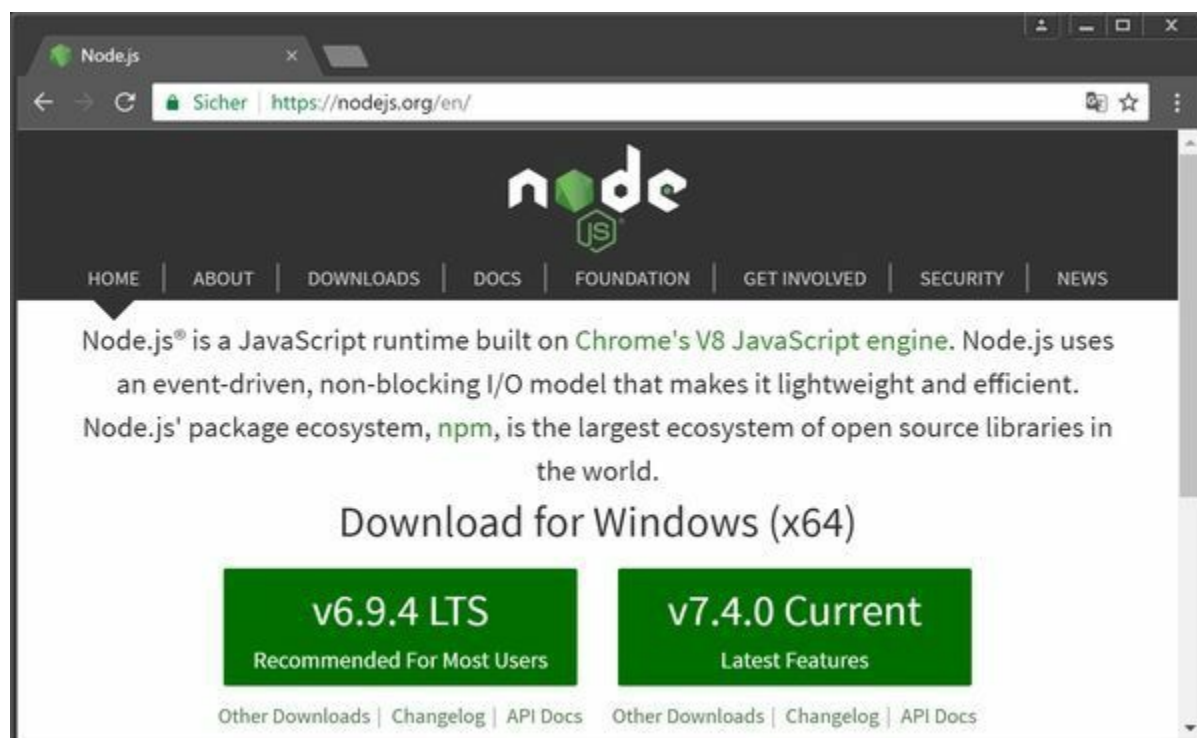 Node.js
Sicher https://nodejs.org/en/
node
JS
HOME ABOUT DOWNLOADS DOCS FOUNDATION GET INVOLVED SECURITY NEWS
Node.js® is a JavaScript runtime built on Chrome's V8 JavaScript engine. Node.js uses
an event-driven, non-blocking I/O model that makes it lightweight and efficient.
Node.js' package ecosystem, npm, is the largest ecosystem of open source libraries in
the world.
Download for Windows (x64)
v6.9.4 LTS v7.4.0 Current
Recommended For Most Users Latest Features
Other Downloads | Changelog | API Docs Other Downloads | Changelog | API Docs